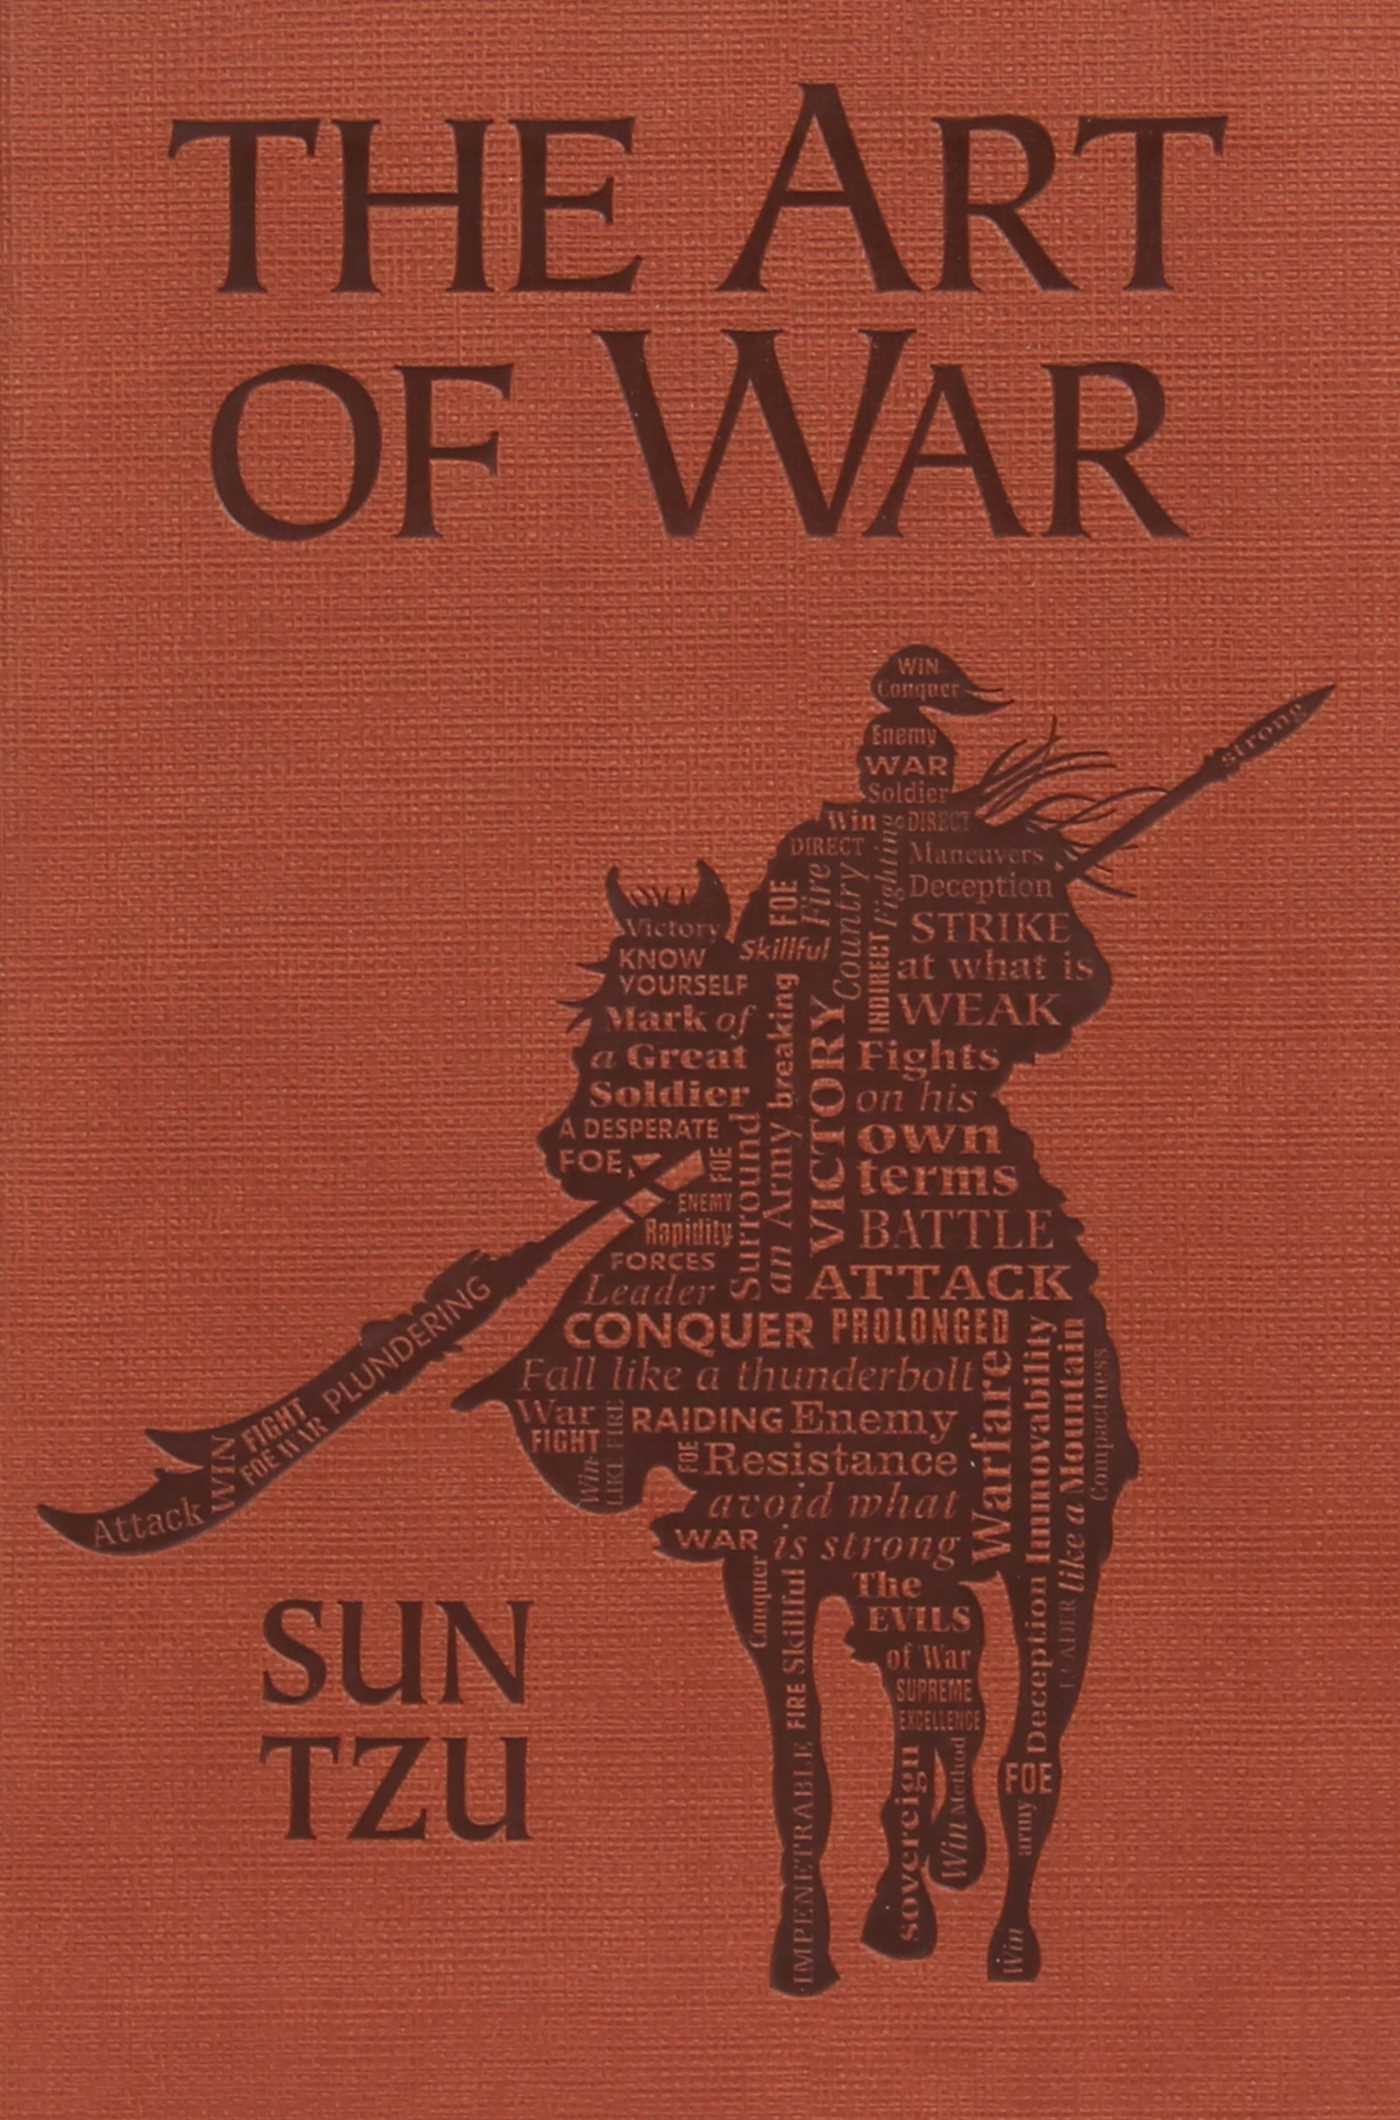 THE ART
OF WAR
WIN
Conquer
Enemy
WAR
Soldier
strong
Win
DIRECT
DIRECT
Fighting
Maneuvers
Deception
STRIKE
at what is
WEAK
FOE
Fire
Country
INDIRECT
Skillful
Victory
KNOW
YOURSELF
Mark of
a Great
Soldier
A DESPERATE
FOE
FOE
ENEMY
Rapidity
FORCES
Leader
Surround
an Army breaking
VICTORY
Fights
on his
own
terms
BATTLE
ATTACK
CONQUER
PROLONGED
Fall like a thunderbolt
War
FIGHT
Win
LIKE FIRE
RAIDING
Enemy
FOE
Resistance
avoid what
WAR
is strong
Warfare
Immovability
like a Mountain
Compactness
PLUNDERING
FIGHT
FOE WAR
WIN
Attack
Conquer
Skillful
FIRE
IMPENETRABLE
The
EVILS
of War
SUPREME
EXCELLENCE
sovereign
Win
Method
Deception
LEADER
FOE
army
Win
SUN
TZU